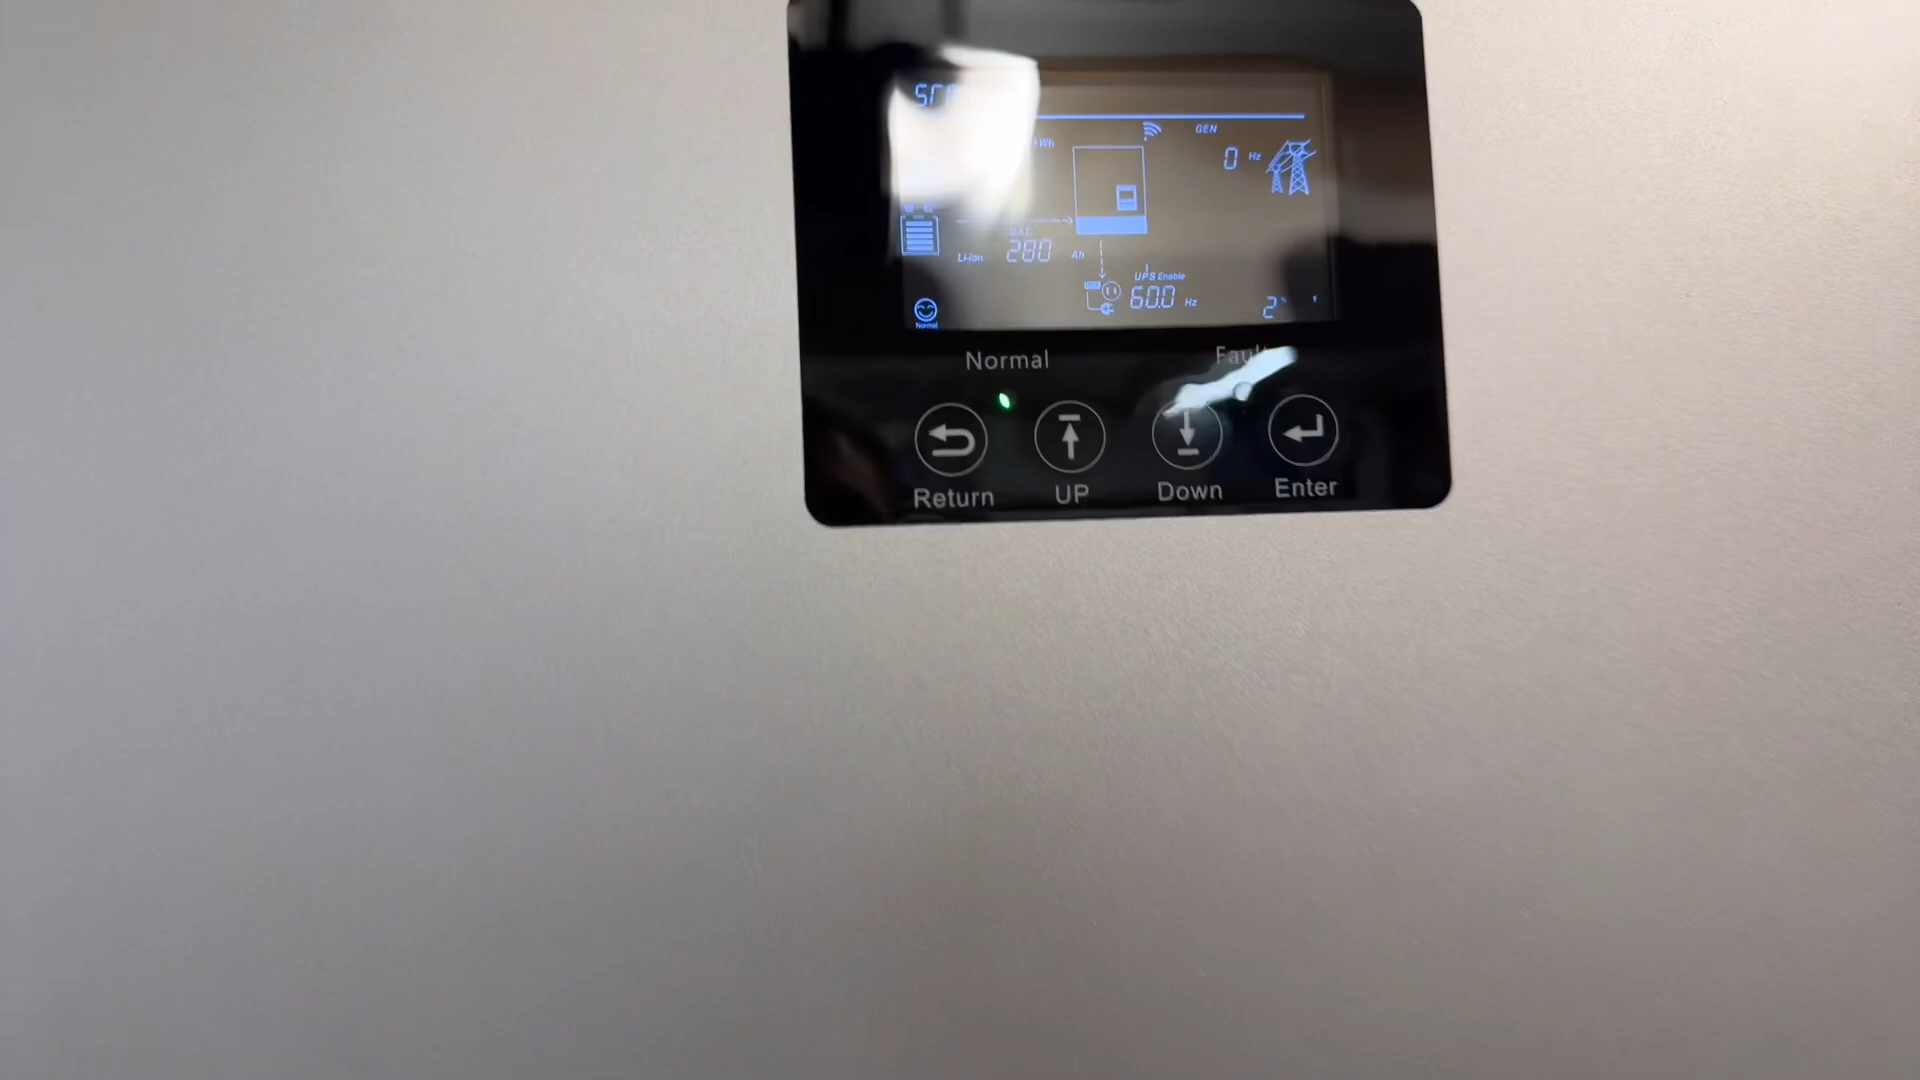 GEN
0 Hz
BAT.
Li-ion 280 Ah
UPS Enable
60.0 Hz
Normal
Normal
Return
UP
Down
Enter